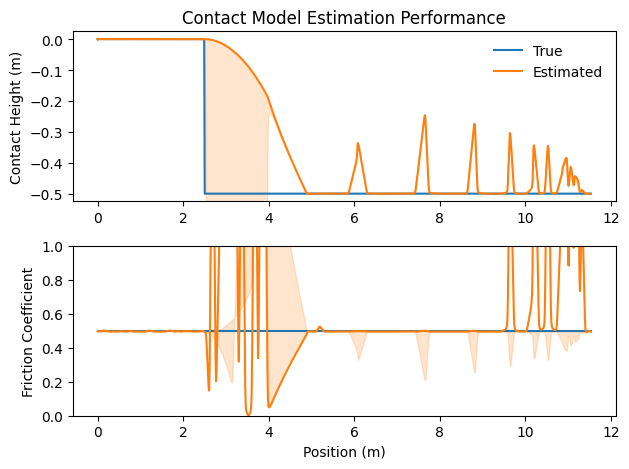 Contact Model Estimation Performance
Contact Height (m)
0.0
−0.1
−0.2
−0.3
−0.4
−0.5
True
Estimated
0 2 4 6 8 10 12
Friction Coefficient
1.0
0.8
0.6
0.4
0.2
0.0
0 2 4 6 8 10 12
Position (m)